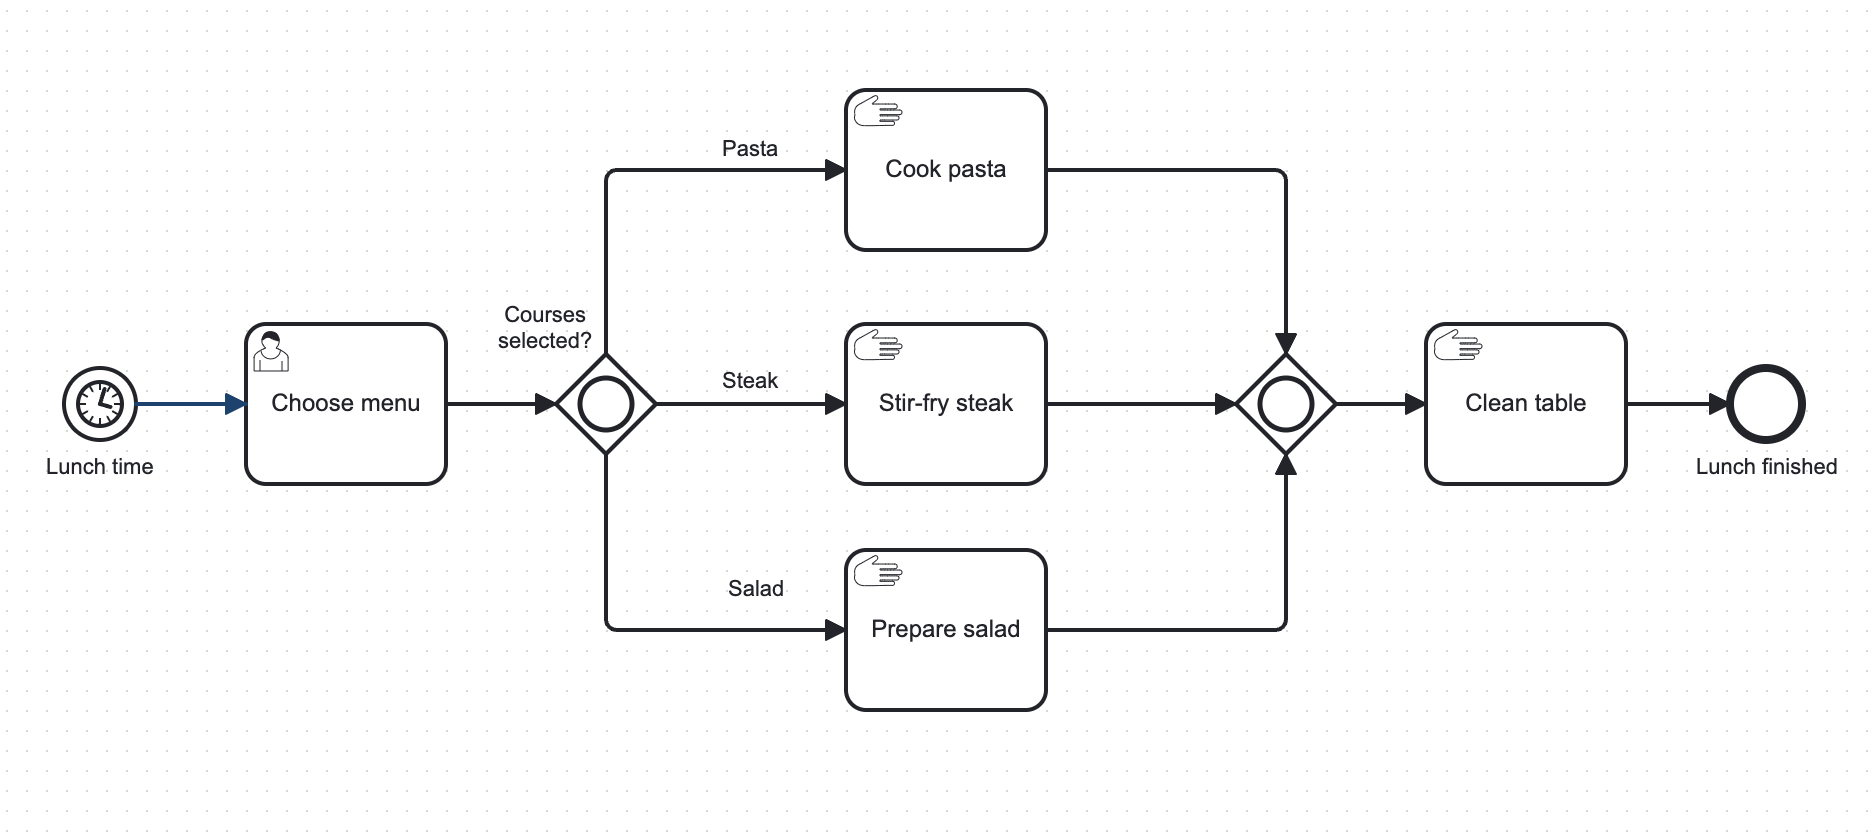 Lunch time
Choose menu
Courses
selected?
Pasta
Cook pasta
Steak
Stir-fry steak
Salad
Prepare salad
Clean table
Lunch finished